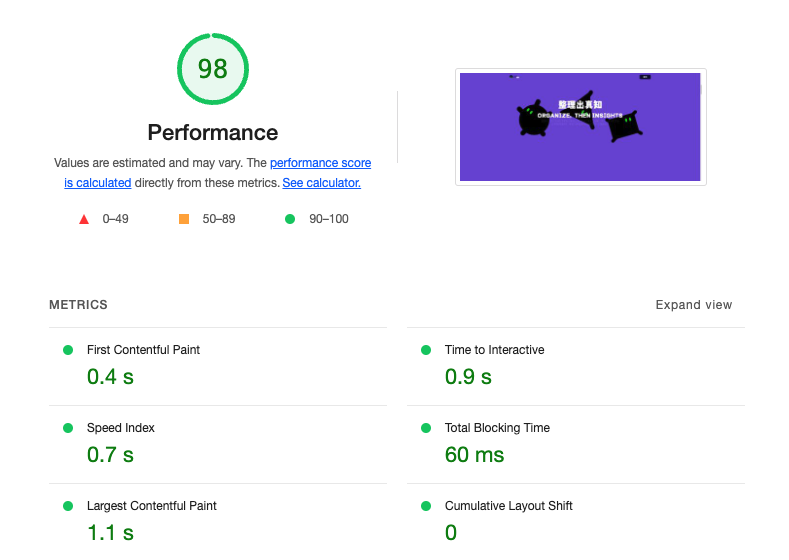 98
Performance
Values are estimated and may vary. The performance score
is calculated directly from these metrics. See calculator.
0–49
50–89
90–100
整理出真知
ORGANIZE, THEN INSIGHTS
METRICS
Expand view
First Contentful Paint
0.4 s
Time to Interactive
0.9 s
Speed Index
0.7 s
Total Blocking Time
60 ms
Largest Contentful Paint
1.1 s
Cumulative Layout Shift
0